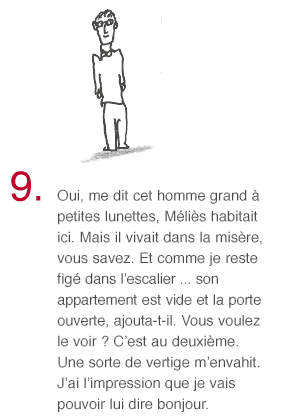 9.
Oui, me dit cet homme grand à
petites lunettes, Méliès habitait
ici. Mais il vivait dans la misère,
vous savez. Et comme je reste
figé dans l'escalier ... son
appartement est vide et la porte
ouverte, ajouta-t-il. Vous voulez
le voir ? C'est au deuxième.
Une sorte de vertige m'envahit.
J'ai l'impression que je vais
pouvoir lui dire bonjour.